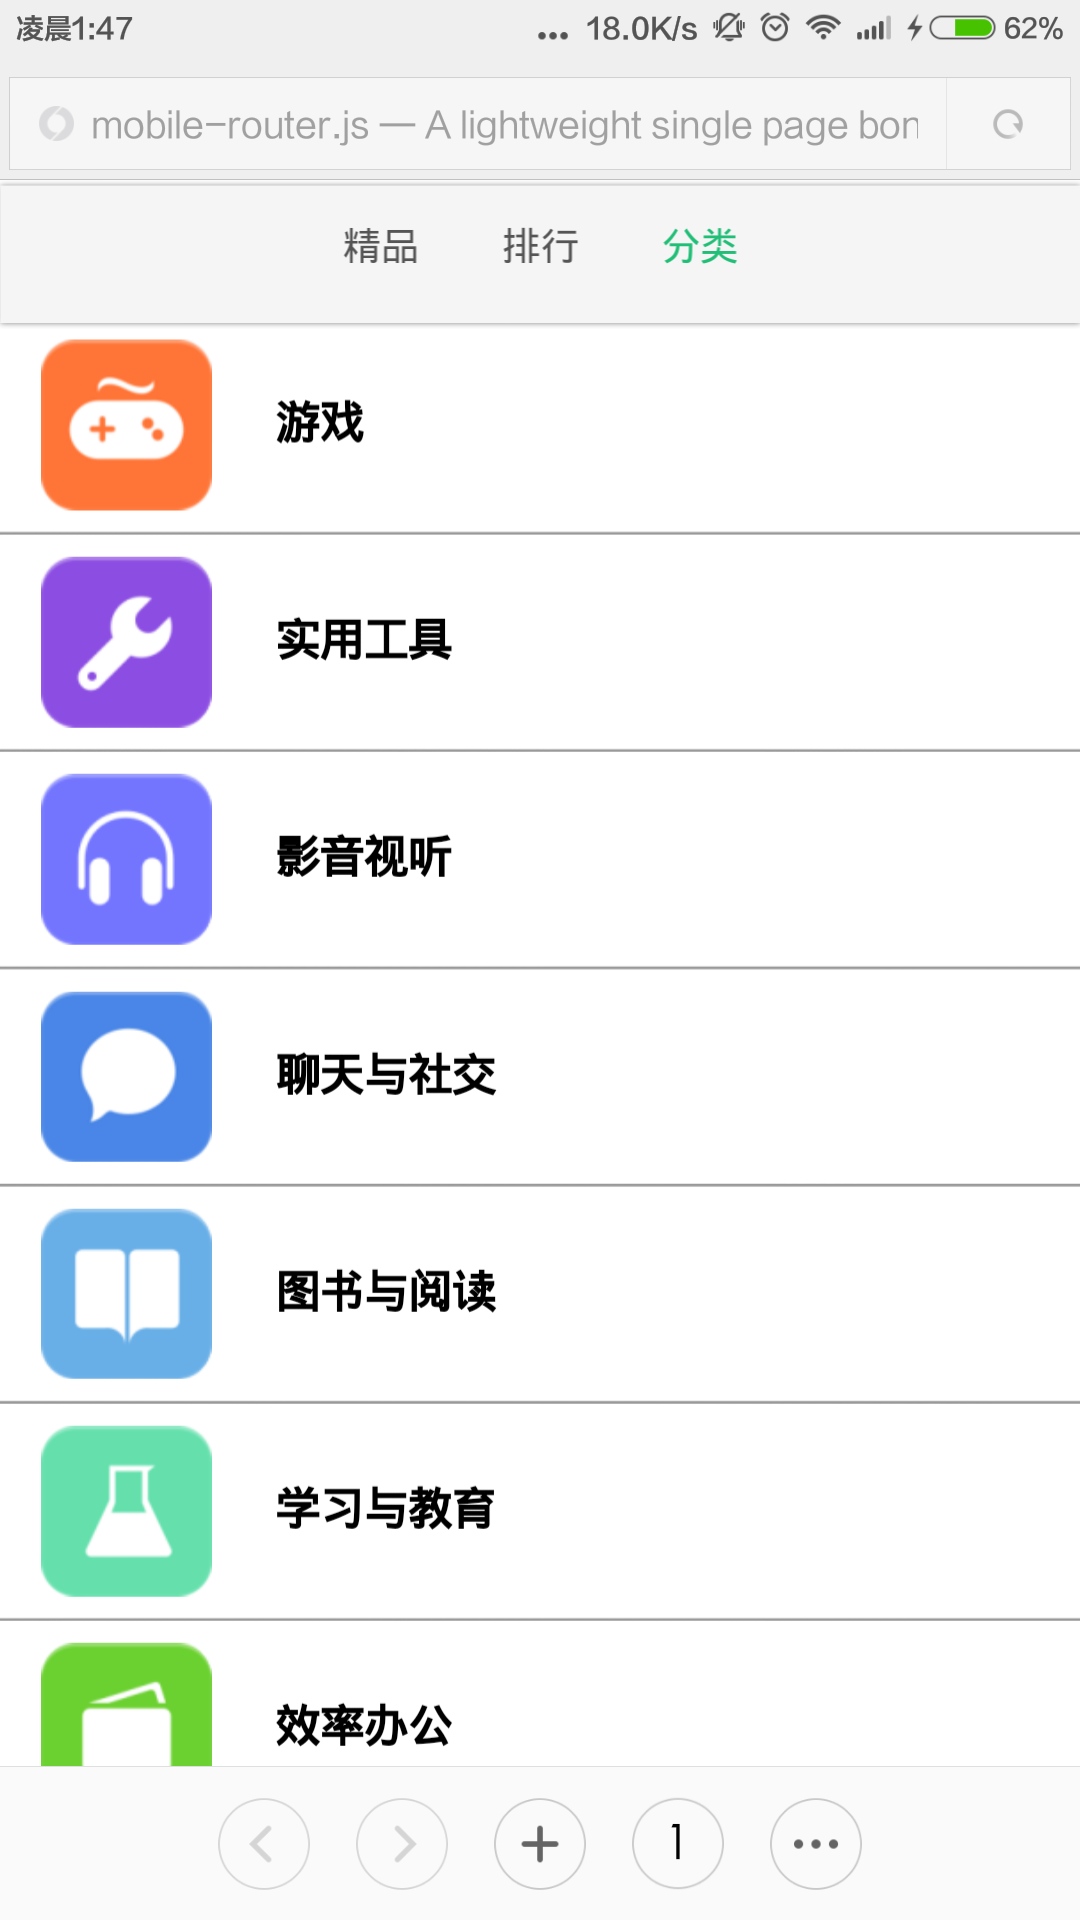 凌晨1:47 ... 18.0K/s 62%
mobile-router.js — A lightweight single page bon
精品 排行 分类
游戏
实用工具
影音视听
聊天与社交
图书与阅读
学习与教育
效率办公
1